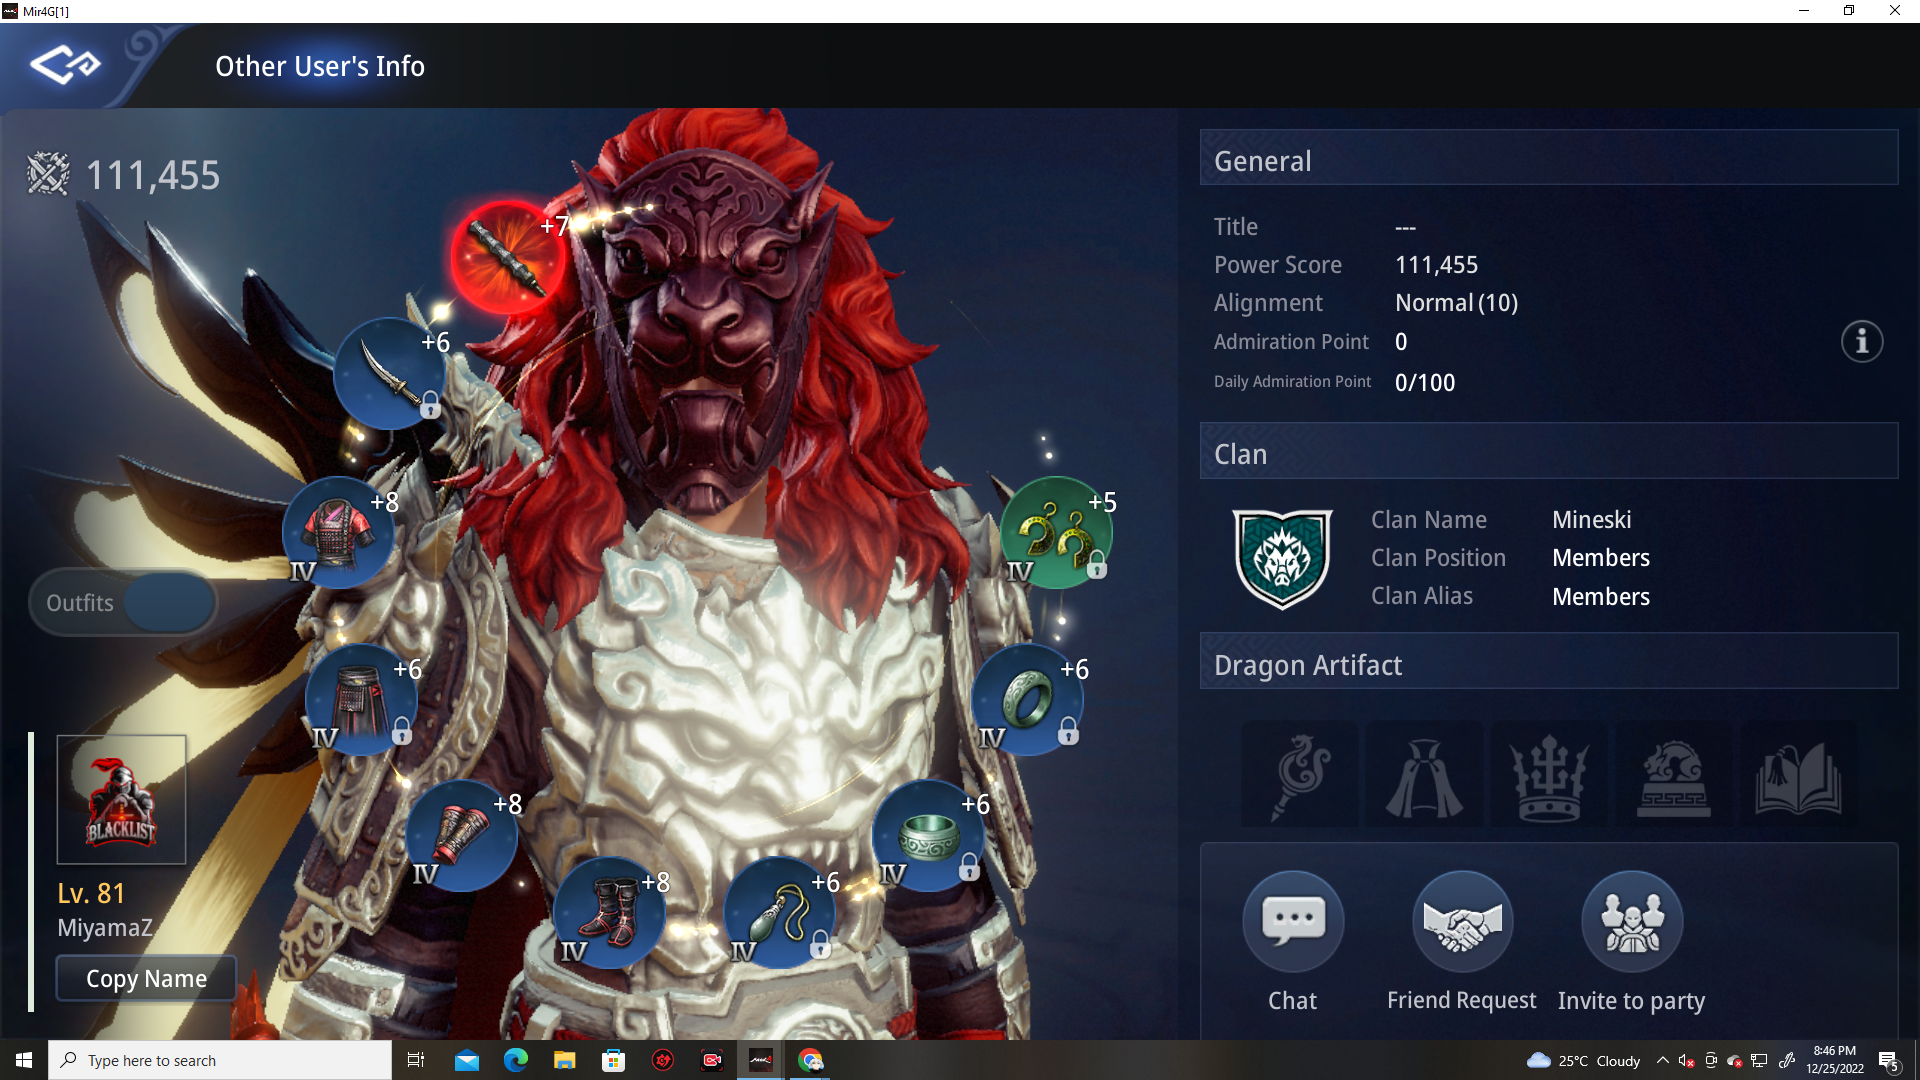 Mir4G[1]
Other User's Info
111,455
General
Title ---
Power Score 111,455
Alignment Normal (10)
Admiration Point 0
Daily Admiration Point 0/100
Clan
Clan Name Mineski
Clan Position Members
Clan Alias Members
Dragon Artifact
+7
+6
+8
IV
+5
IV
Outfits
+6
IV
+6
IV
+8
IV
+6
IV
+8
IV
+6
IV
BLACKLIST
Lv. 81
MiyamaZ
Copy Name
Chat
Friend Request
Invite to party
Type here to search
25°C Cloudy
8:46 PM
12/25/2022
5